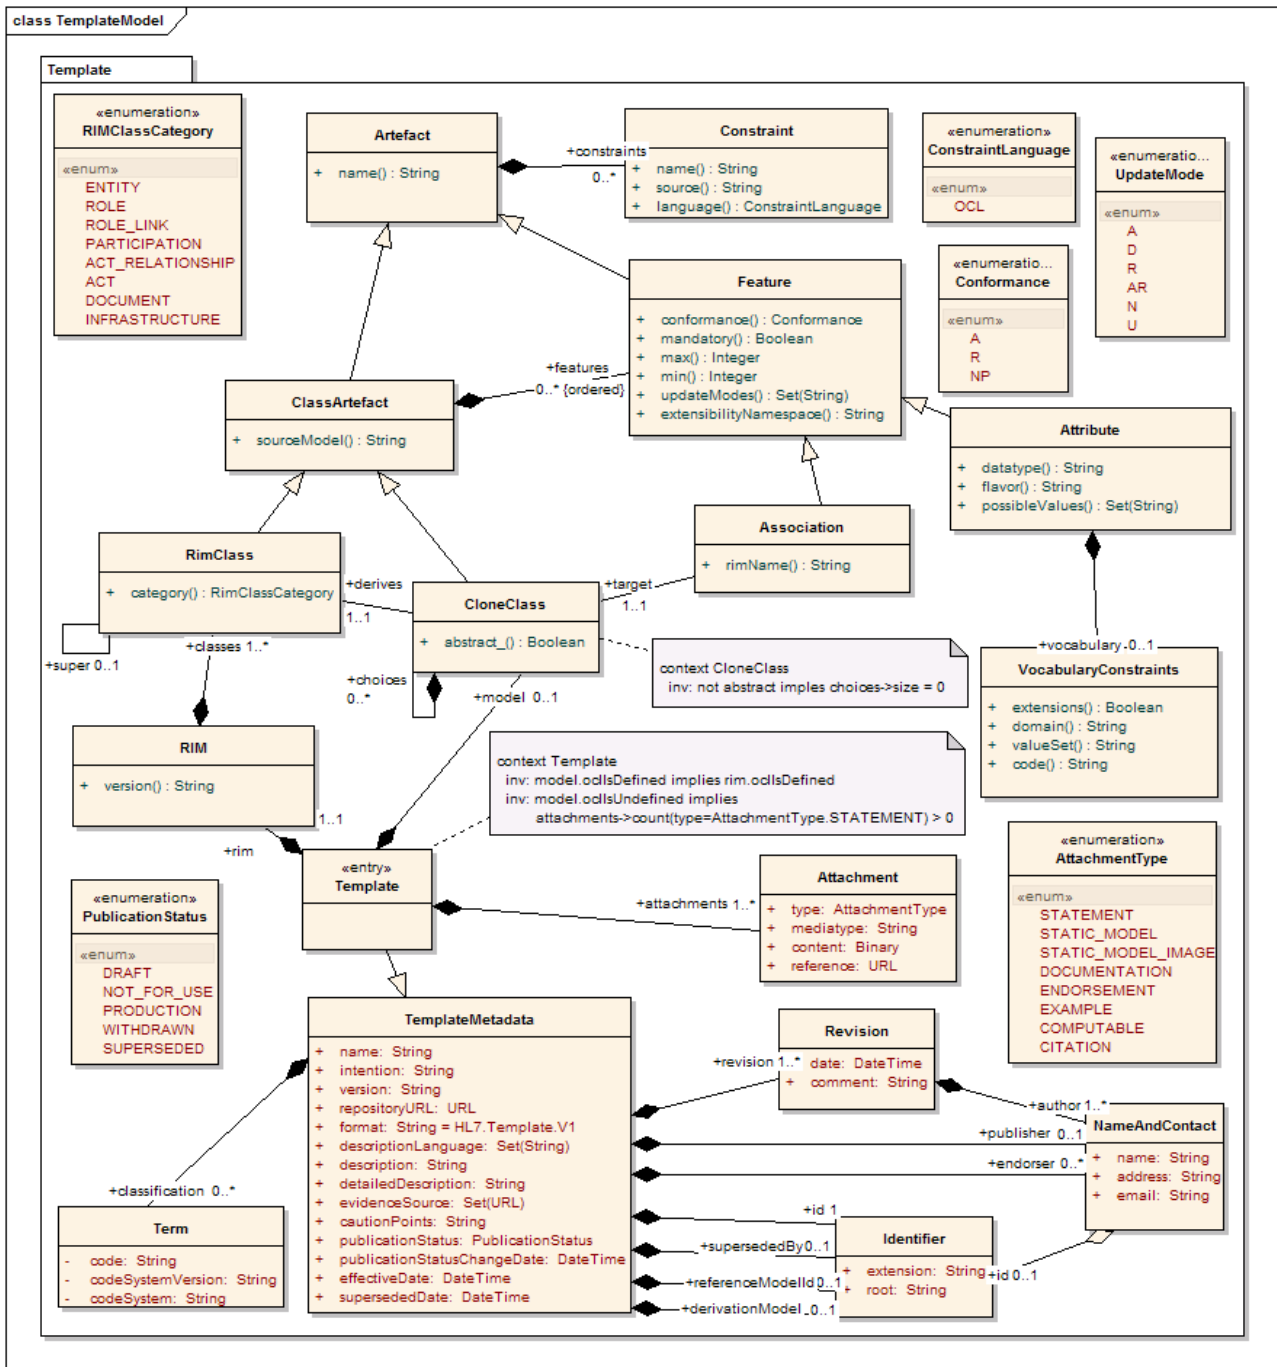 class TemplateModel
Template
«enumeration»
RIMClassCategory
«enum»
ENTITY
ROLE
ROLE_LINK
PARTICIPATION
ACT_RELATIONSHIP
ACT
DOCUMENT
INFRASTRUCTURE
Artefact
+ name() : String
+constraints
0..*
Constraint
+ name() : String
+ source() : String
+ language() : ConstraintLanguage
«enumeration»
ConstraintLanguage
«enum»
OCL
«enumeratio...
UpdateMode
«enum»
A
D
R
AR
N
U
«enumeratio...
Conformance
«enum»
A
R
NP
Feature
+ conformance() : Conformance
+ mandatory() : Boolean
+ max() : Integer
+ min() : Integer
+ updateModes() : Set(String)
+ extensibilityNamespace() : String
+features
0..* {ordered}
ClassArtefact
+ sourceModel() : String
Attribute
+ datatype() : String
+ flavor() : String
+ possibleValues() : Set(String)
Association
+ rimName() : String
RimClass
+ category() : RimClassCategory
+derives
1..1
CloneClass
+ abstract_() : Boolean
+target
1..1
+super 0..1
+classes 1..*
+choices
0..*
+model 0..1
context CloneClass
inv: not abstract imples choices->size = 0
+vocabulary 0..1
VocabularyConstraints
+ extensions() : Boolean
+ domain() : String
+ valueSet() : String
+ code() : String
RIM
+ version() : String
1..1
+rim
context Template
inv: model.oclIsDefined implies rim.oclIsDefined
inv: model.oclIsUndefined implies
attachments->count(type=AttachmentType.STATEMENT) > 0
«entry»
Template
+attachments 1..*
Attachment
+ type: AttachmentType
+ mediatype: String
+ content: Binary
+ reference: URL
«enumeration»
AttachmentType
«enum»
STATEMENT
STATIC_MODEL
STATIC_MODEL_IMAGE
DOCUMENTATION
ENDORSEMENT
EXAMPLE
COMPUTABLE
CITATION
«enumeration»
PublicationStatus
«enum»
DRAFT
NOT_FOR_USE
PRODUCTION
WITHDRAWN
SUPERSEDED
TemplateMetadata
+ name: String
+ intention: String
+ version: String
+ repositoryURL: URL
+ format: String = HL7.Template.V1
+ descriptionLanguage: Set(String)
+ description: String
+ detailedDescription: String
+ evidenceSource: Set(URL)
+ cautionPoints: String
+ publicationStatus: PublicationStatus
+ publicationStatusChangeDate: DateTime
+ effectiveDate: DateTime
+ supersededDate: DateTime
+revision 1..*
Revision
date: DateTime
+ comment: String
+author 1..*
+publisher 0..1
+endorser 0..*
NameAndContact
+ name: String
+ address: String
+ email: String
+classification 0..*
Term
- code: String
- codeSystemVersion: String
- codeSystem: String
+id 1
+supersededBy 0..1
+referenceModelId 0..1
+derivationModel 0..1
Identifier
+ extension: String
+ root: String
+id 0..1